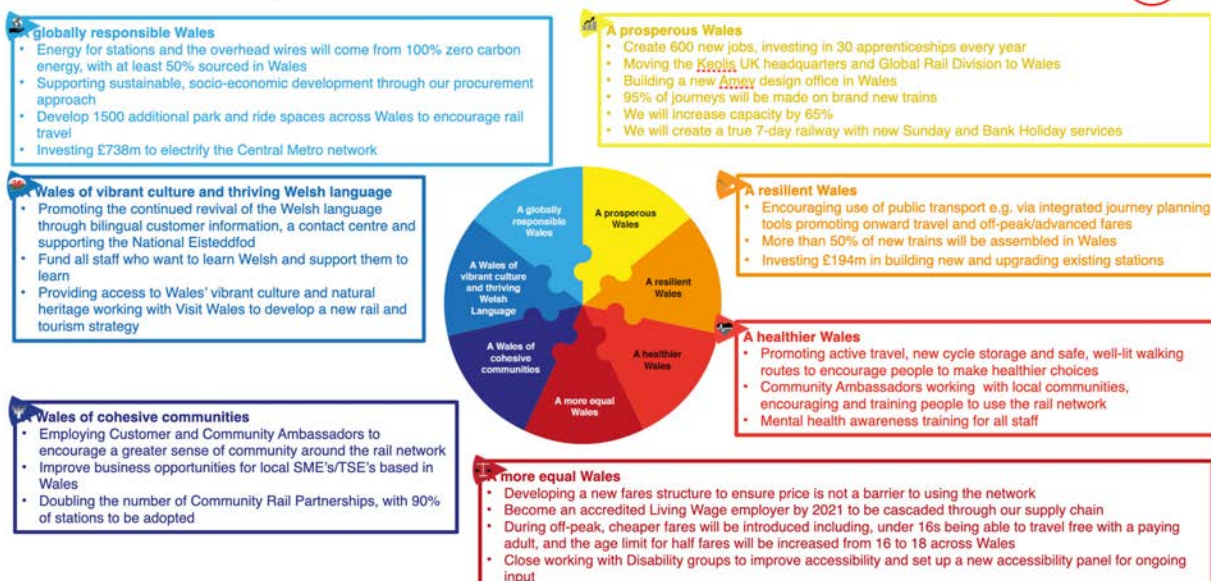 A globally responsible Wales
• Energy for stations and the overhead wires will come from 100% zero carbon
energy, with at least 50% sourced in Wales
• Supporting sustainable, socio-economic development through our procurement
approach
• Develop 1500 additional park and ride spaces across Wales to encourage rail
travel
• Investing £738m to electrify the Central Metro network
A prosperous Wales
• Create 600 new jobs, investing in 30 apprenticeships every year
• Moving the Keolis UK headquarters and Global Rail Division to Wales
• Building a new Amey design office in Wales
• 95% of journeys will be made on brand new trains
• We will increase capacity by 65%
• We will create a true 7-day railway with new Sunday and Bank Holiday services
A Wales of vibrant culture and thriving Welsh language
• Promoting the continued revival of the Welsh language
through bilingual customer information, a contact centre and
supporting the National Eisteddfod
• Fund all staff who want to learn Welsh and support them to
learn
• Providing access to Wales' vibrant culture and natural
heritage working with Visit Wales to develop a new rail and
tourism strategy
A globally
responsible
Wales
A prosperous
Wales
A Wales of
vibrant culture
and thriving
Welsh
Language
A resilient
Wales
A Wales of
cohesive
communities
A healthier
Wales
A more equal
Wales
A resilient Wales
• Encouraging use of public transport e.g. via integrated journey planning
tools promoting onward travel and off-peak/advanced fares
• More than 50% of new trains will be assembled in Wales
• Investing £194m in building new and upgrading existing stations
A healthier Wales
• Promoting active travel, new cycle storage and safe, well-lit walking
routes to encourage people to make healthier choices
• Community Ambassadors working with local communities,
encouraging and training people to use the rail network
• Mental health awareness training for all staff
A Wales of cohesive communities
• Employing Customer and Community Ambassadors to
encourage a greater sense of community around the rail network
• Improve business opportunities for local SME's/TSE's based in
Wales
• Doubling the number of Community Rail Partnerships, with 90%
of stations to be adopted
A more equal Wales
• Developing a new fares structure to ensure price is not a barrier to using the network
• Become an accredited Living Wage employer by 2021 to be cascaded through our supply chain
• During off-peak, cheaper fares will be introduced including, under 16s being able to travel free with a paying
adult, and the age limit for half fares will be increased from 16 to 18 across Wales
• Close working with Disability groups to improve accessibility and set up a new accessibility panel for ongoing
input